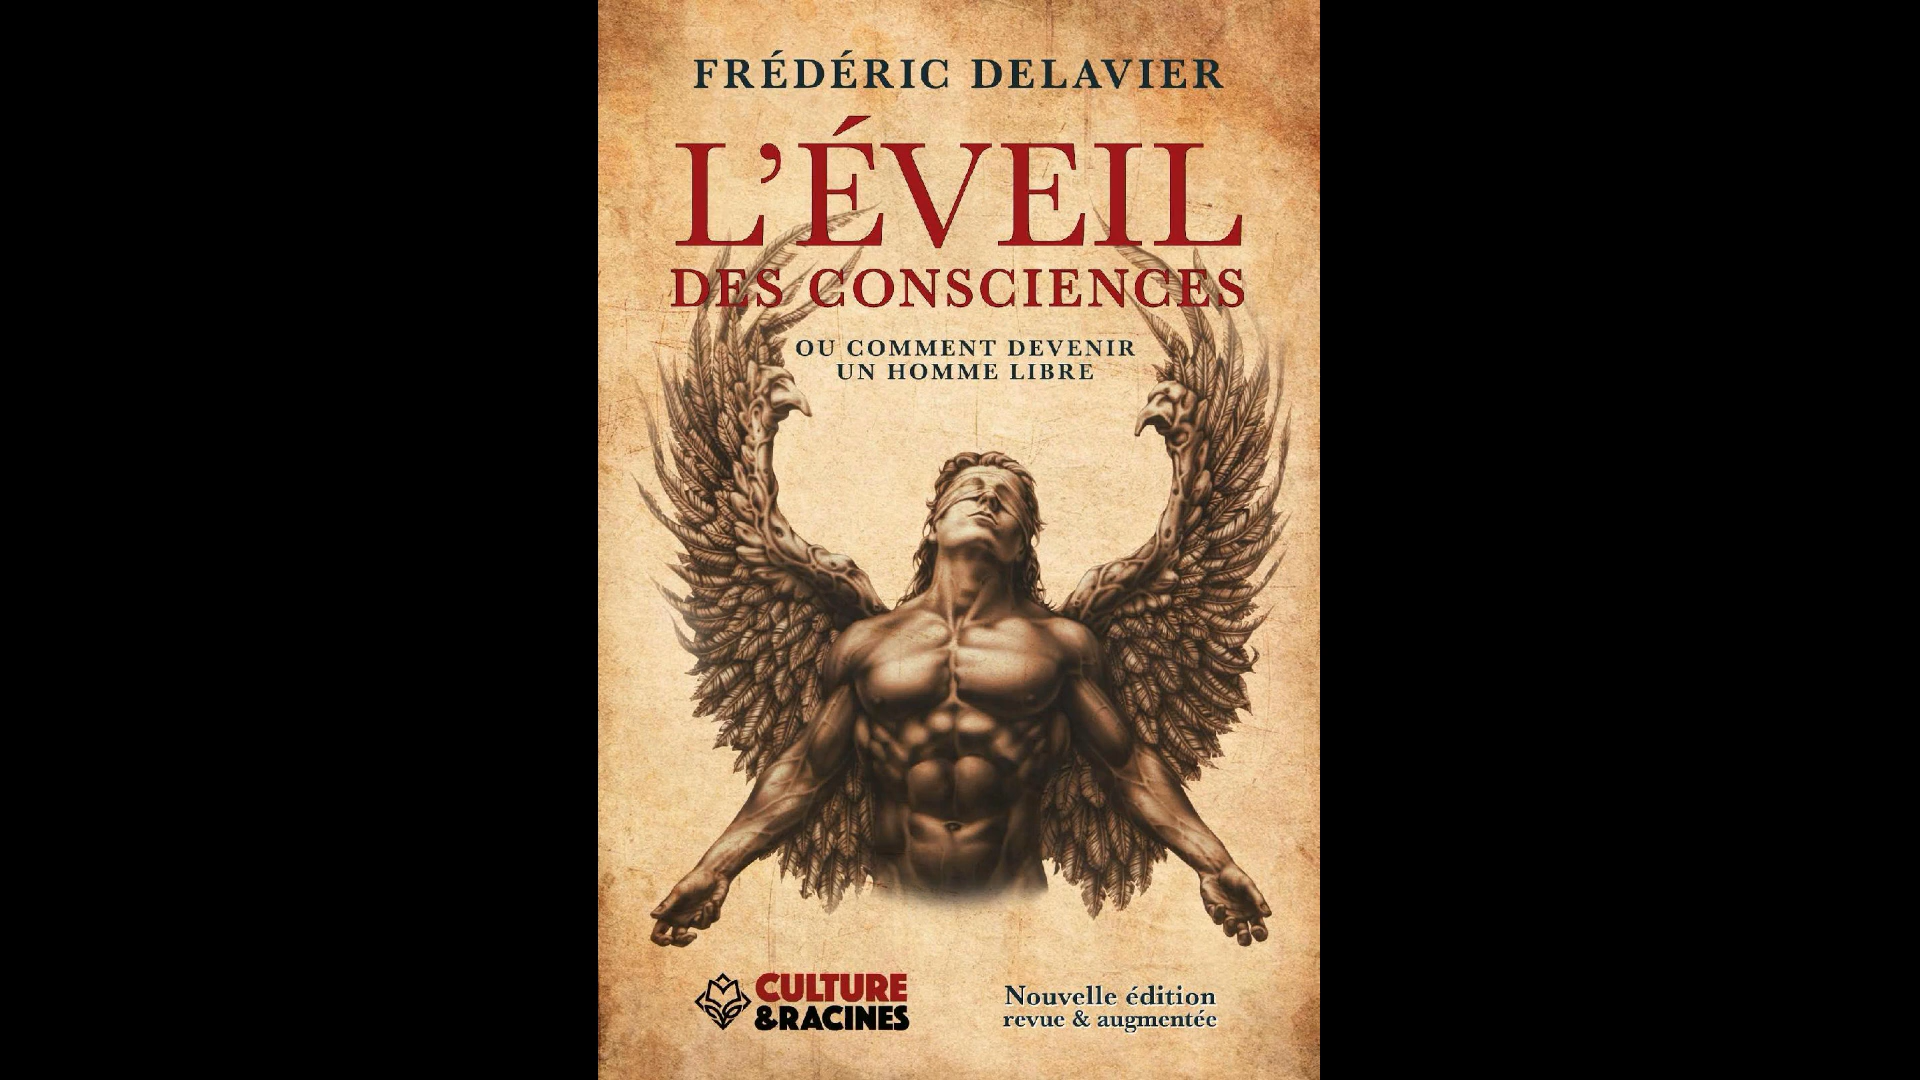 FRÉDÉRIC DELAVIER
L’ÉVEIL
DES CONSCIENCES
OU COMMENT DEVENIR
UN HOMME LIBRE
CULTURE
&RACINES
Nouvelle édition
revue & augmentée